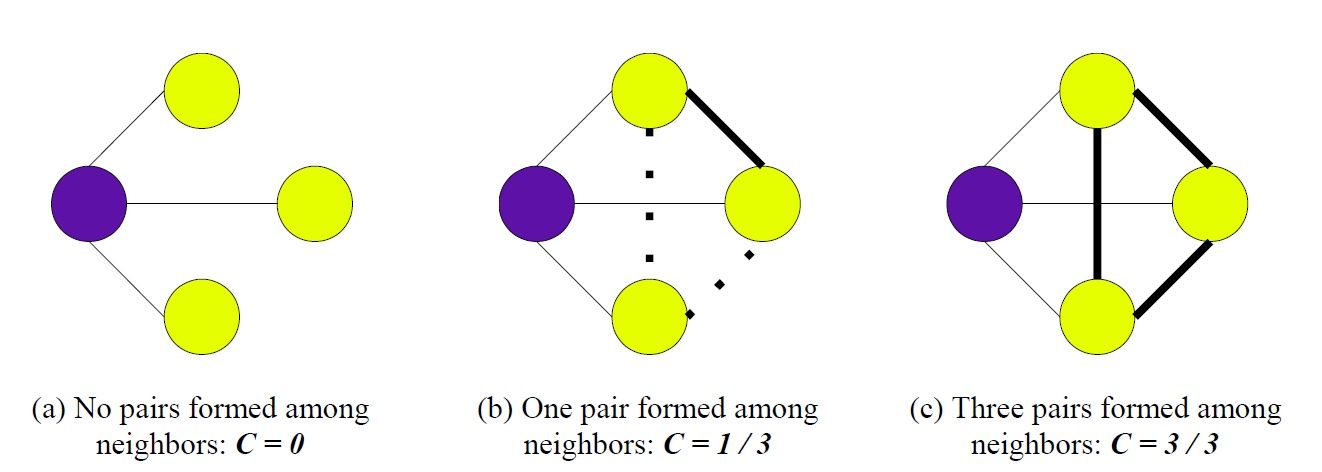 (a) No pairs formed among
neighbors: C = 0
(b) One pair formed among
neighbors: C = 1 / 3
(c) Three pairs formed among
neighbors: C = 3 / 3